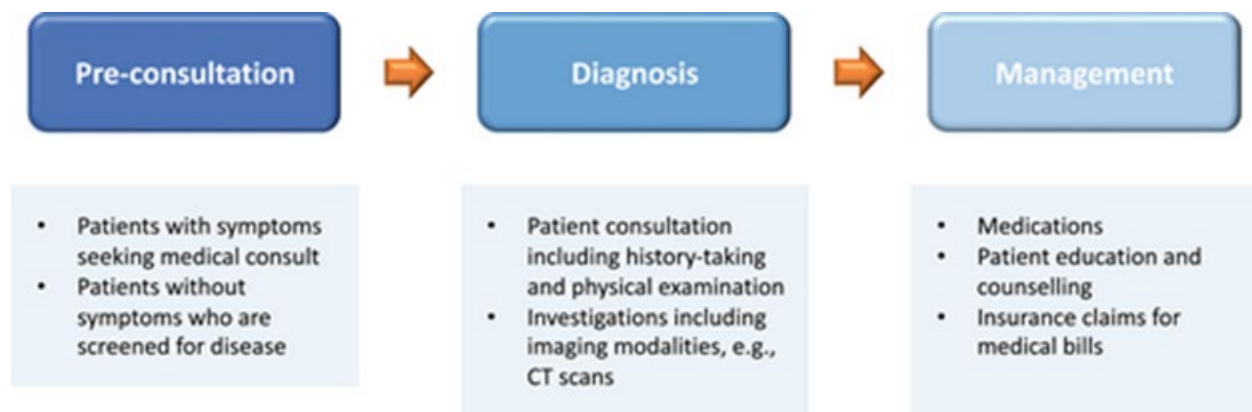 Pre-consultation
Diagnosis
Management
• Patients with symptoms
seeking medical consult
• Patients without
symptoms who are
screened for disease
• Patient consultation
including history-taking
and physical examination
• Investigations including
imaging modalities, e.g.,
CT scans
• Medications
• Patient education and
counselling
• Insurance claims for
medical bills